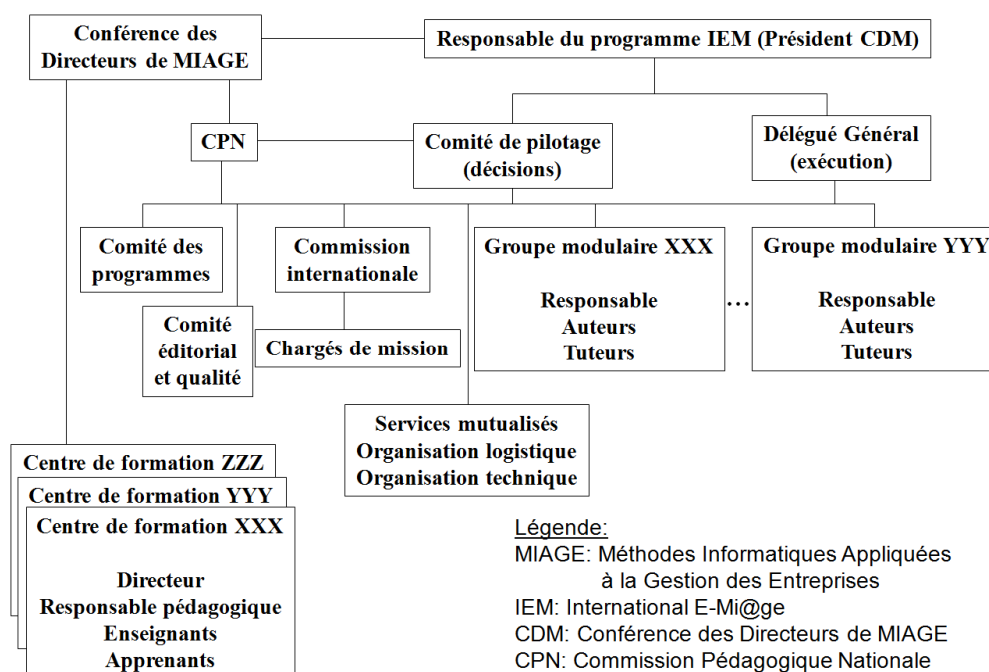 Conférence des
Directeurs de MIAGE
Responsable du programme IEM (Président CDM)
CPN
Comité de pilotage
(décisions)
Délégué Général
(exécution)
Comité des
programmes
Commission
internationale
Groupe modulaire XXX
Responsable
Auteurs
Tuteurs
...
Groupe modulaire YYY
Responsable
Auteurs
Tuteurs
Comité
éditorial
et qualité
Chargés de mission
Services mutualisés
Organisation logistique
Organisation technique
Centre de formation ZZZ
Centre de formation YYY
Centre de formation XXX
Directeur
Responsable pédagogique
Enseignants
Apprenants
Légende:
MIAGE: Méthodes Informatiques Appliquées
à la Gestion des Entreprises
IEM: International E-Mi@ge
CDM: Conférence des Directeurs de MIAGE
CPN: Commission Pédagogique Nationale